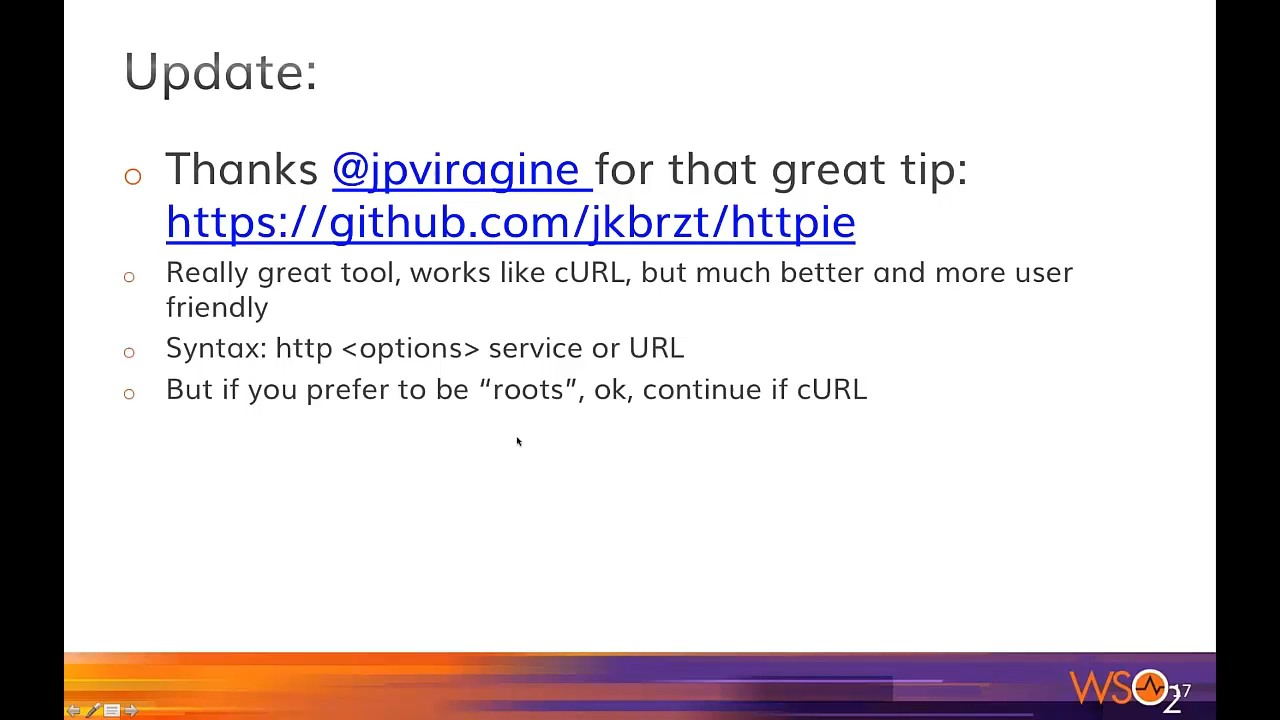 Update:
Thanks @jpviragine for that great tip:
https://github.com/jkbrzt/httpie
Really great tool, works like cURL, but much better and more user
friendly
Syntax: http <options> service or URL
But if you prefer to be “roots”, ok, continue if cURL
WSO2
17